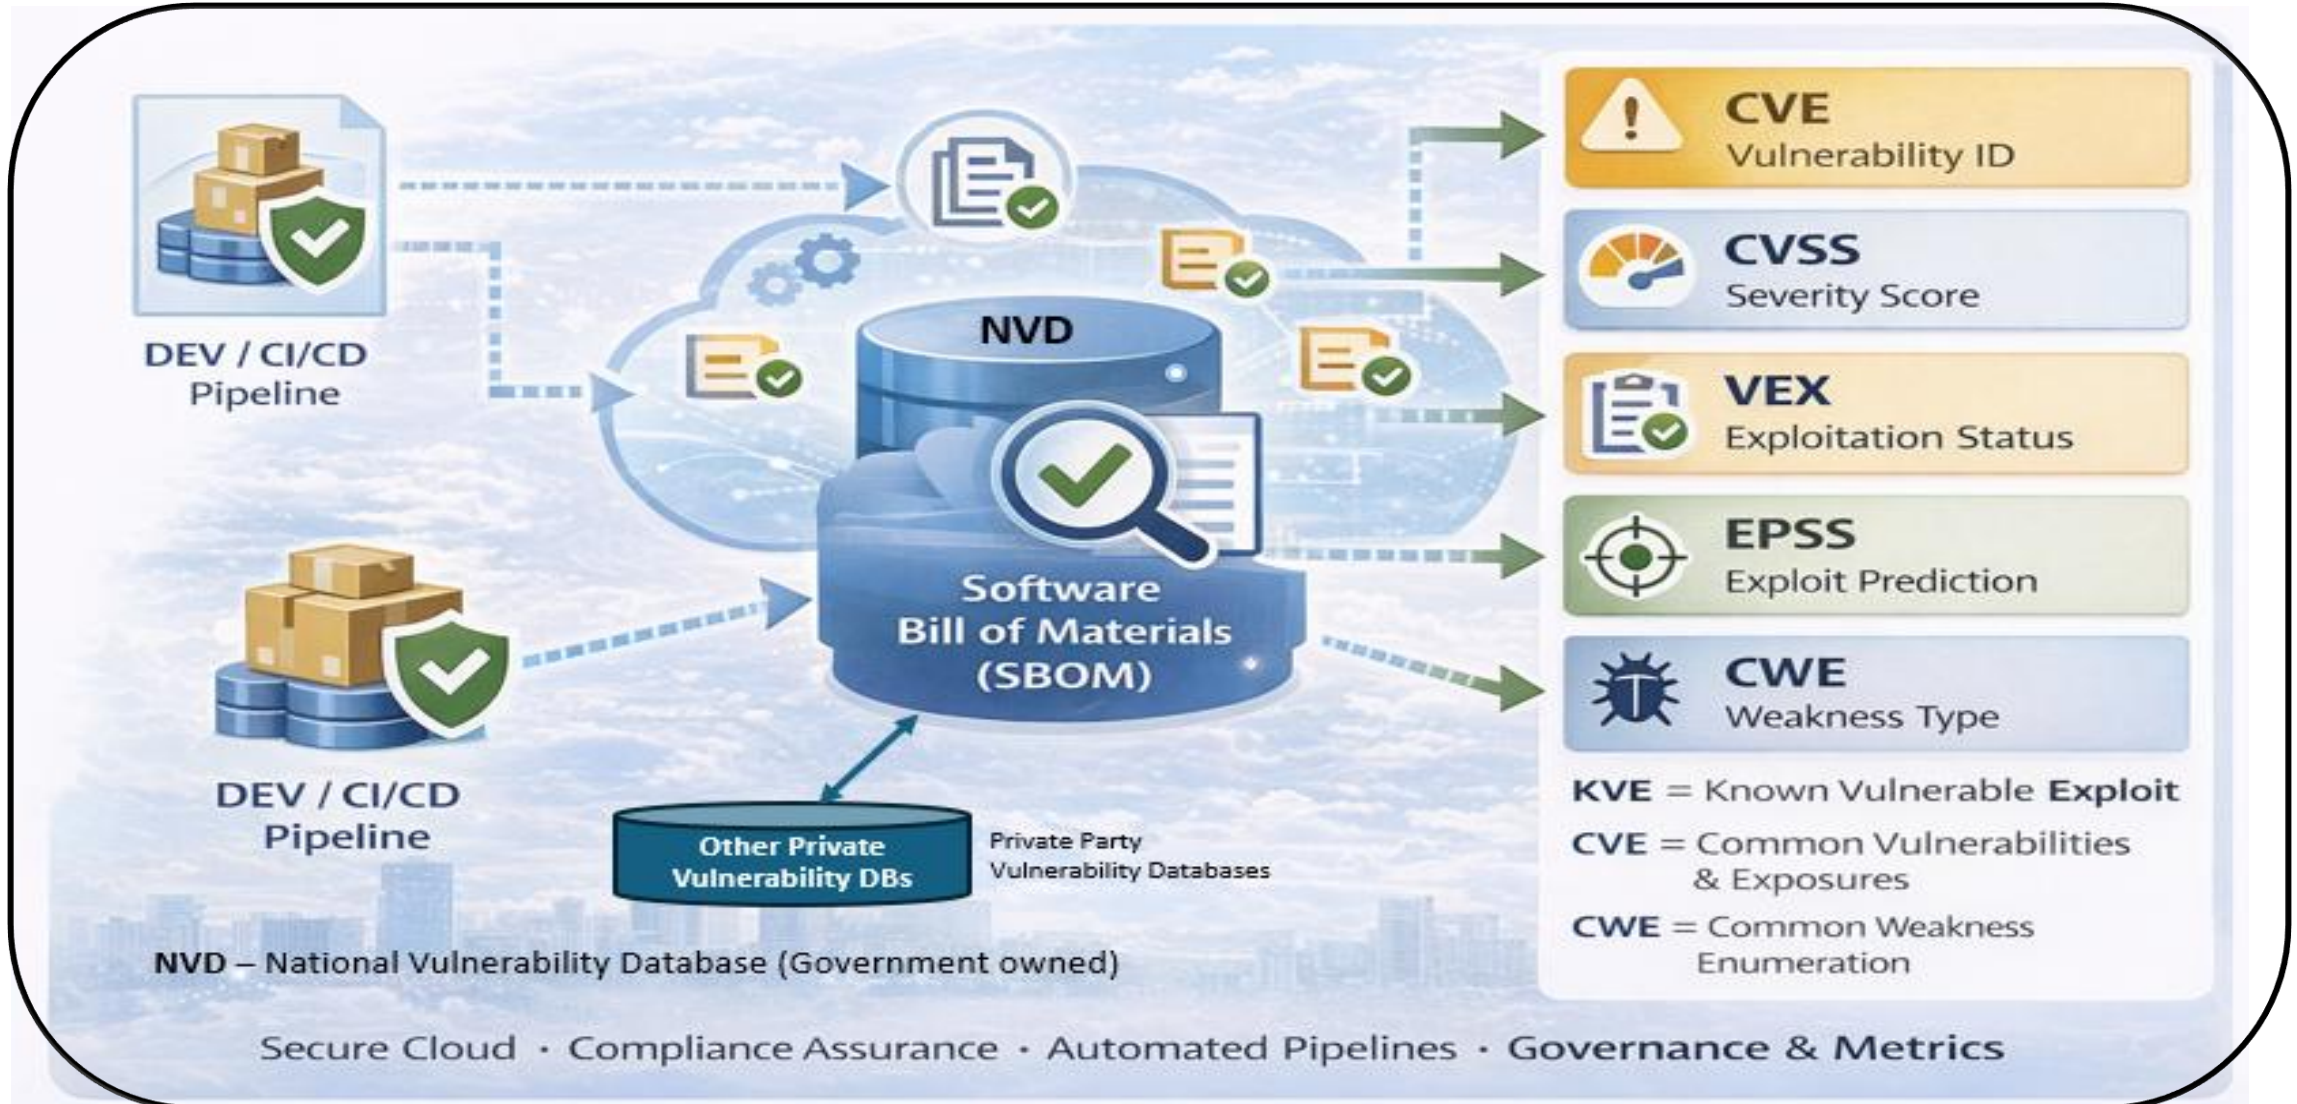 DEV / CI/CD
Pipeline
DEV / CI/CD
Pipeline
NVD
Software
Bill of Materials
(SBOM)
Other Private
Vulnerability DBs
Private Party
Vulnerability Databases
NVD – National Vulnerability Database (Government owned)
CVE
Vulnerability ID
CVSS
Severity Score
VEX
Exploitation Status
EPSS
Exploit Prediction
CWE
Weakness Type
KVE = Known Vulnerable Exploit
CVE = Common Vulnerabilities
& Exposures
CWE = Common Weakness
Enumeration
Secure Cloud · Compliance Assurance · Automated Pipelines · Governance & Metrics